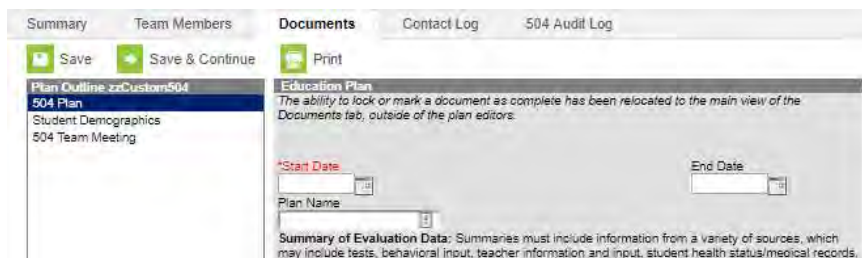 Summary Team Members Documents Contact Log 504 Audit Log
Save Save & Continue Print
Plan Outline zzCustom504
504 Plan
Student Demographics
504 Team Meeting
Education Plan
The ability to lock or mark a document as complete has been relocated to the main view of the
Documents tab, outside of the plan editors.
*Start Date End Date
Plan Name
Summary of Evaluation Data: Summaries must include information from a variety of sources, which
may include tests, behavioral input, teacher information and input, student health status/medical records,